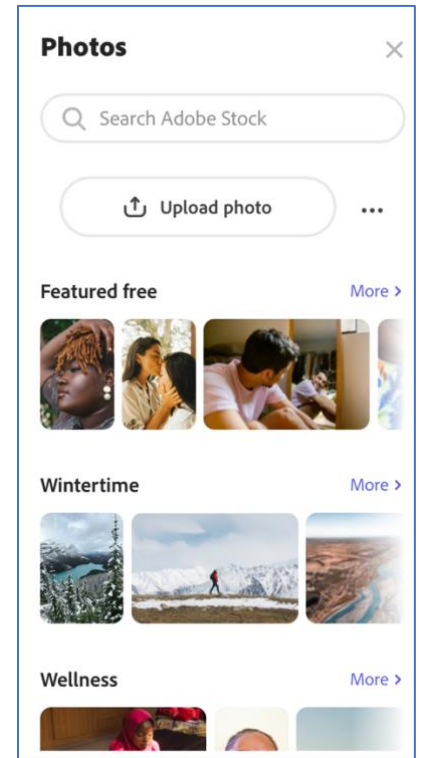 Photos
Search Adobe Stock
Upload photo
Featured free More >
Wintertime More >
Wellness More >